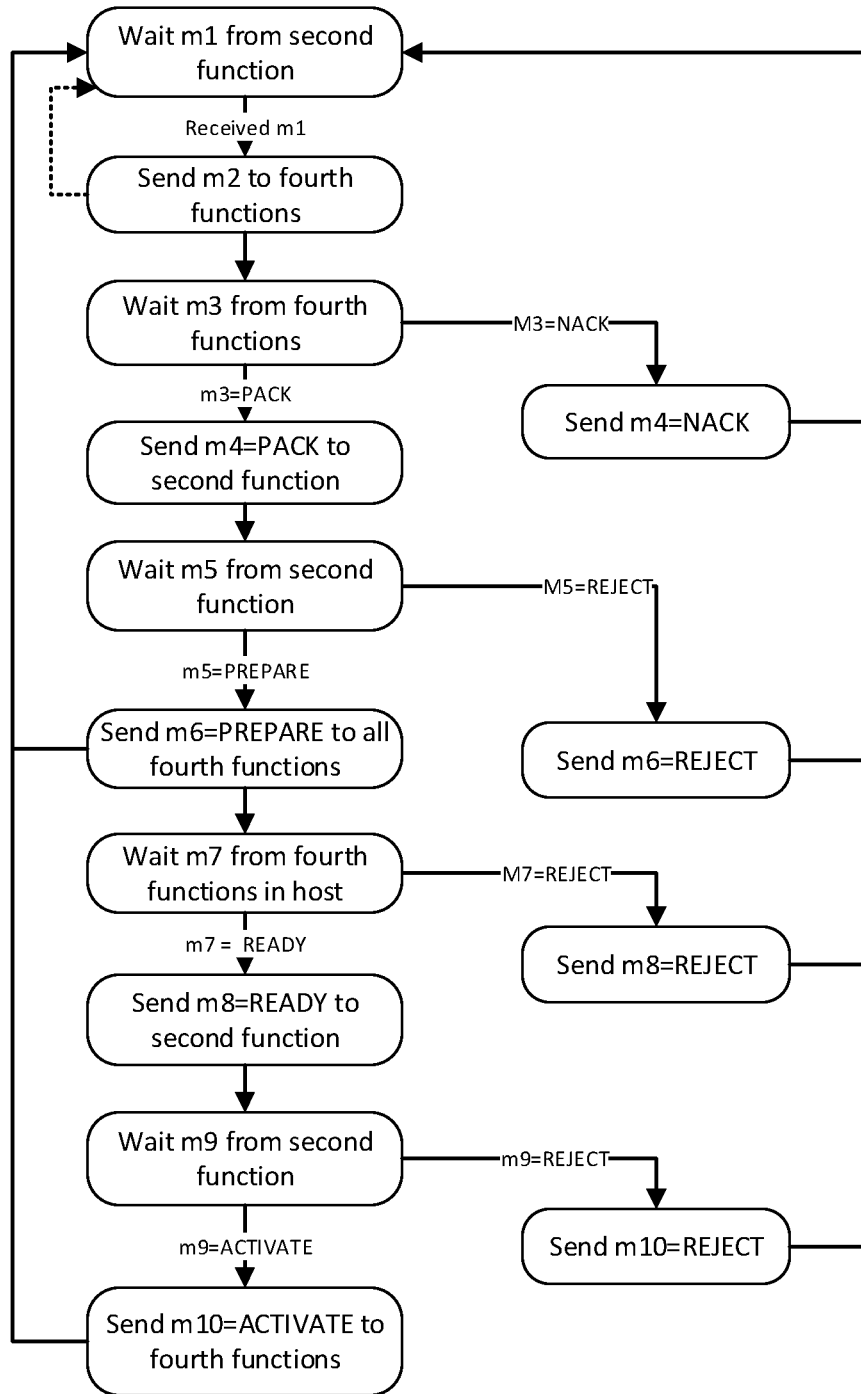 Wait m1 from second
function
Received m1
Send m2 to fourth
functions
Wait m3 from fourth
functions
M3=NACK
m3=PACK
Send m4=PACK to
second function
Send m4=NACK
Wait m5 from second
function
M5=REJECT
m5=PREPARE
Send m6=PREPARE to all
fourth functions
Send m6=REJECT
Wait m7 from fourth
functions in host
M7=REJECT
m7 = READY
Send m8=READY to
second function
Send m8=REJECT
Wait m9 from second
function
m9=REJECT
m9=ACTIVATE
Send m10=REJECT
Send m10=ACTIVATE to
fourth functions